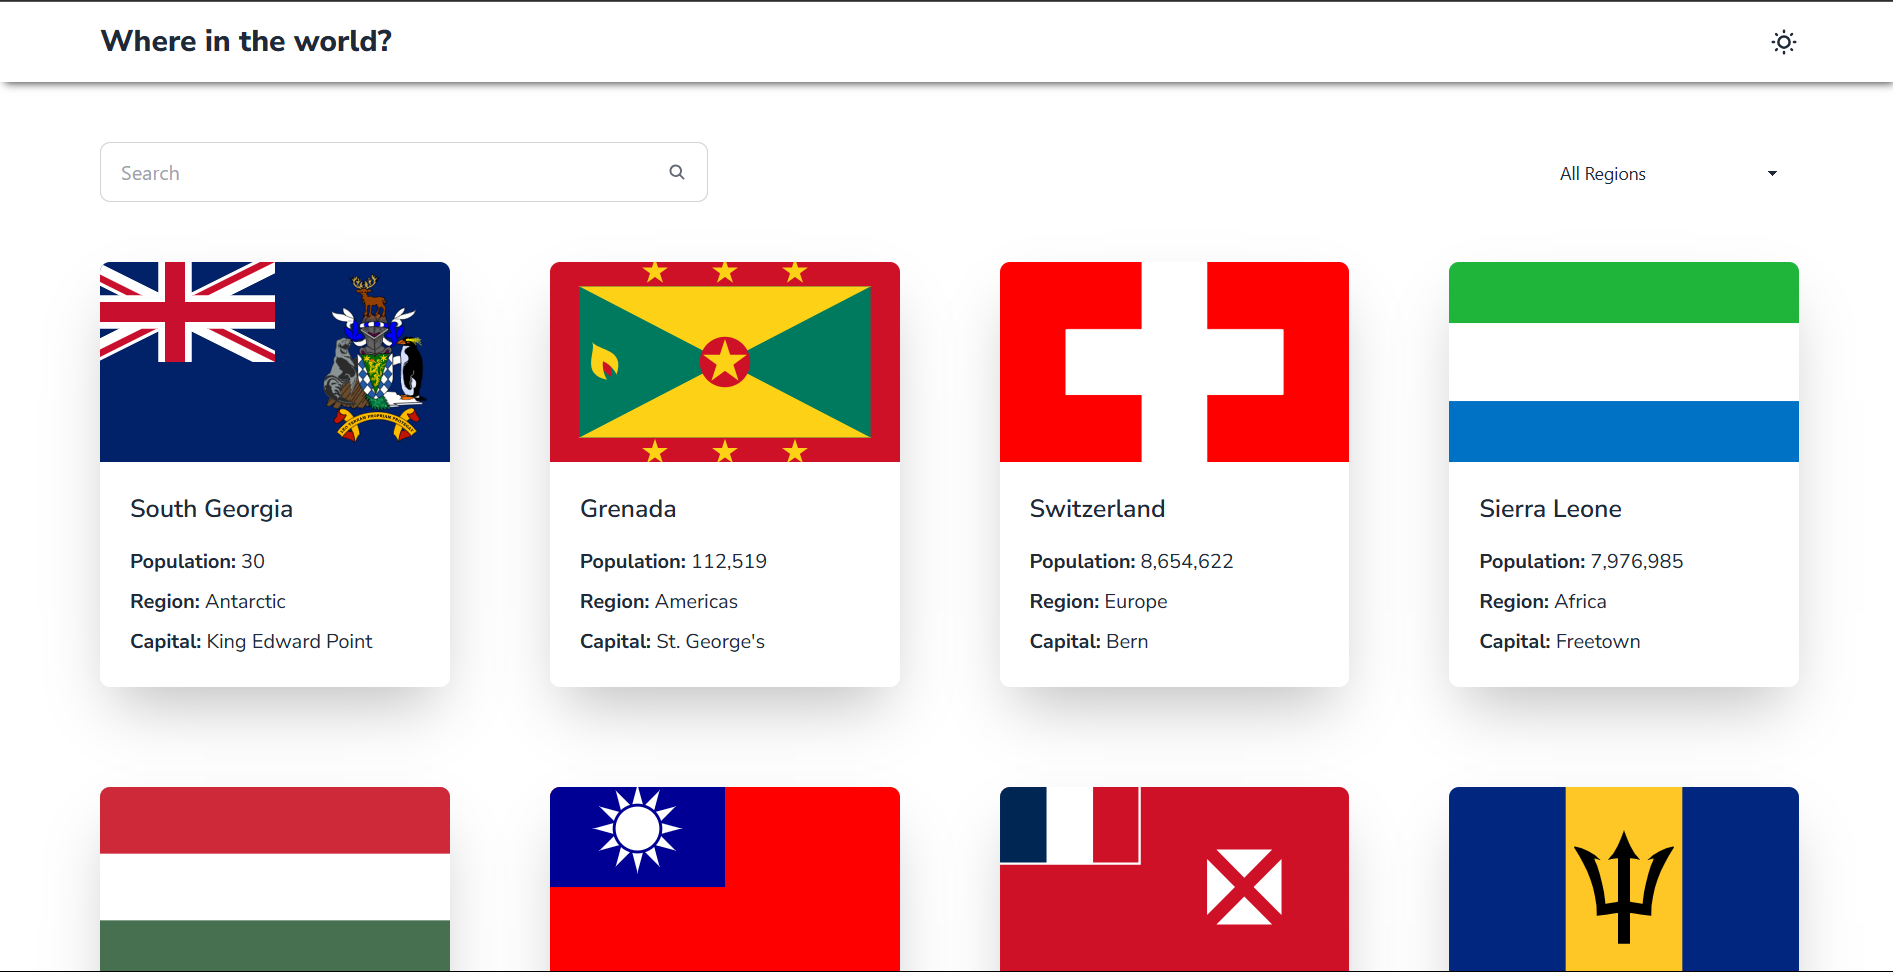 Where in the world?
Search
All Regions
South Georgia
Population: 30
Region: Antarctic
Capital: King Edward Point
Grenada
Population: 112,519
Region: Americas
Capital: St. George's
Switzerland
Population: 8,654,622
Region: Europe
Capital: Bern
Sierra Leone
Population: 7,976,985
Region: Africa
Capital: Freetown